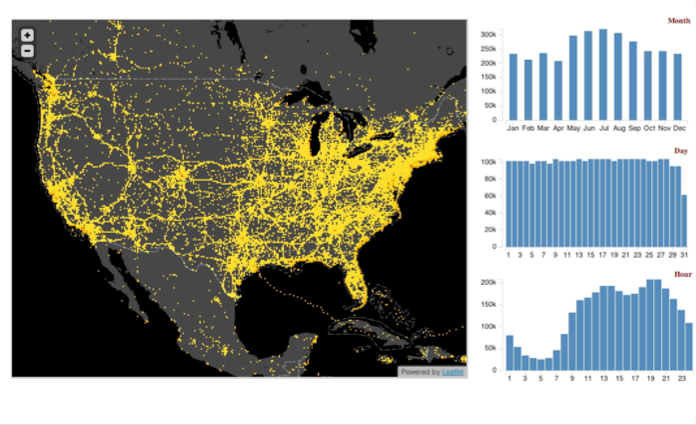 +
−
Powered by Leaflet
Month
300k
250k
200k
150k
100k
50k
0
Jan Feb Mar Apr May Jun Jul Aug Sep Oct Nov Dec
Day
100k
80k
60k
40k
20k
0
1 3 5 7 9 11 13 15 17 19 21 23 25 27 29 31
Hour
200k
150k
100k
50k
0
1 3 5 7 9 11 13 15 17 19 21 23